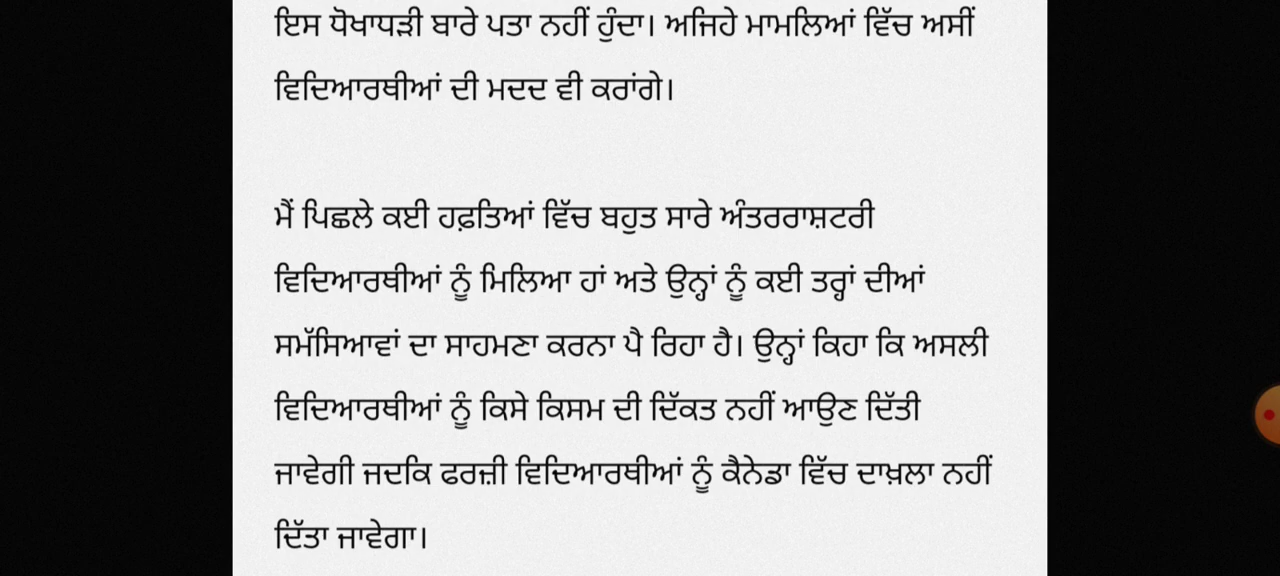 ਇਸ ਧੋਖਾਧੜੀ ਬਾਰੇ ਪਤਾ ਨਹੀਂ ਹੁੰਦਾ। ਅਜਿਹੇ ਮਾਮਲਿਆਂ ਵਿੱਚ ਅਸੀਂ
ਵਿਦਿਆਰਥੀਆਂ ਦੀ ਮਦਦ ਵੀ ਕਰਾਂਗੇ।
ਮੈਂ ਪਿਛਲੇ ਕਈ ਹਫ਼ਤਿਆਂ ਵਿੱਚ ਬਹੁਤ ਸਾਰੇ ਅੰਤਰਰਾਸ਼ਟਰੀ
ਵਿਦਿਆਰਥੀਆਂ ਨੂੰ ਮਿਲਿਆ ਹਾਂ ਅਤੇ ਉਨ੍ਹਾਂ ਨੂੰ ਕਈ ਤਰ੍ਹਾਂ ਦੀਆਂ
ਸਮੱਸਿਆਵਾਂ ਦਾ ਸਾਹਮਣਾ ਕਰਨਾ ਪੈ ਰਿਹਾ ਹੈ। ਉਨ੍ਹਾਂ ਕਿਹਾ ਕਿ ਅਸਲੀ
ਵਿਦਿਆਰਥੀਆਂ ਨੂੰ ਕਿਸੇ ਕਿਸਮ ਦੀ ਦਿੱਕਤ ਨਹੀਂ ਆਉਣ ਦਿੱਤੀ
ਜਾਵੇਗੀ ਜਦਕਿ ਫਰਜ਼ੀ ਵਿਦਿਆਰਥੀਆਂ ਨੂੰ ਕੈਨੇਡਾ ਵਿੱਚ ਦਾਖ਼ਲਾ ਨਹੀਂ
ਦਿੱਤਾ ਜਾਵੇਗਾ।